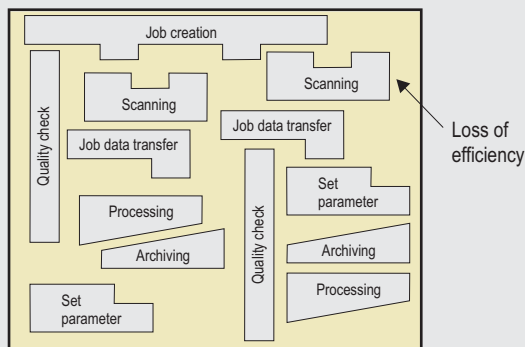 Job creation
Scanning
Scanning
Quality check
Job data transfer
Job data transfer
Loss of
efficiency
Quality check
Set
parameter
Processing
Archiving
Archiving
Processing
Set
parameter